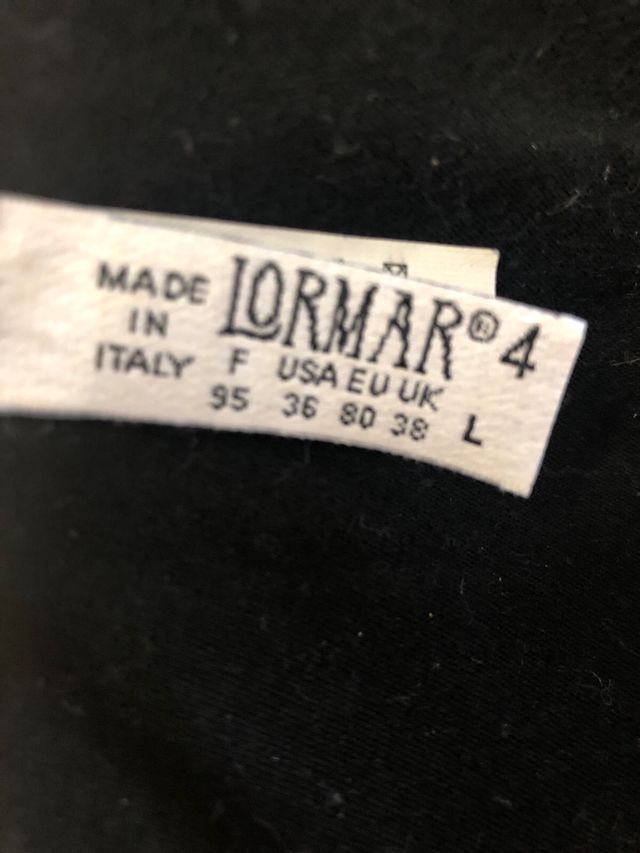 MADE IN ITALY
LORMAR® 4
F USA EU UK
95 36 80 38 L